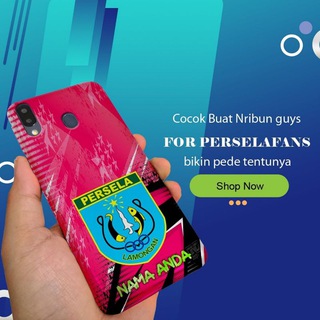 Cocok Buat Nribun guys
FOR PERSELAFANS
bikin pede tentunya
Shop Now
PERSELA
LAMONGAN
NAMA ANDA